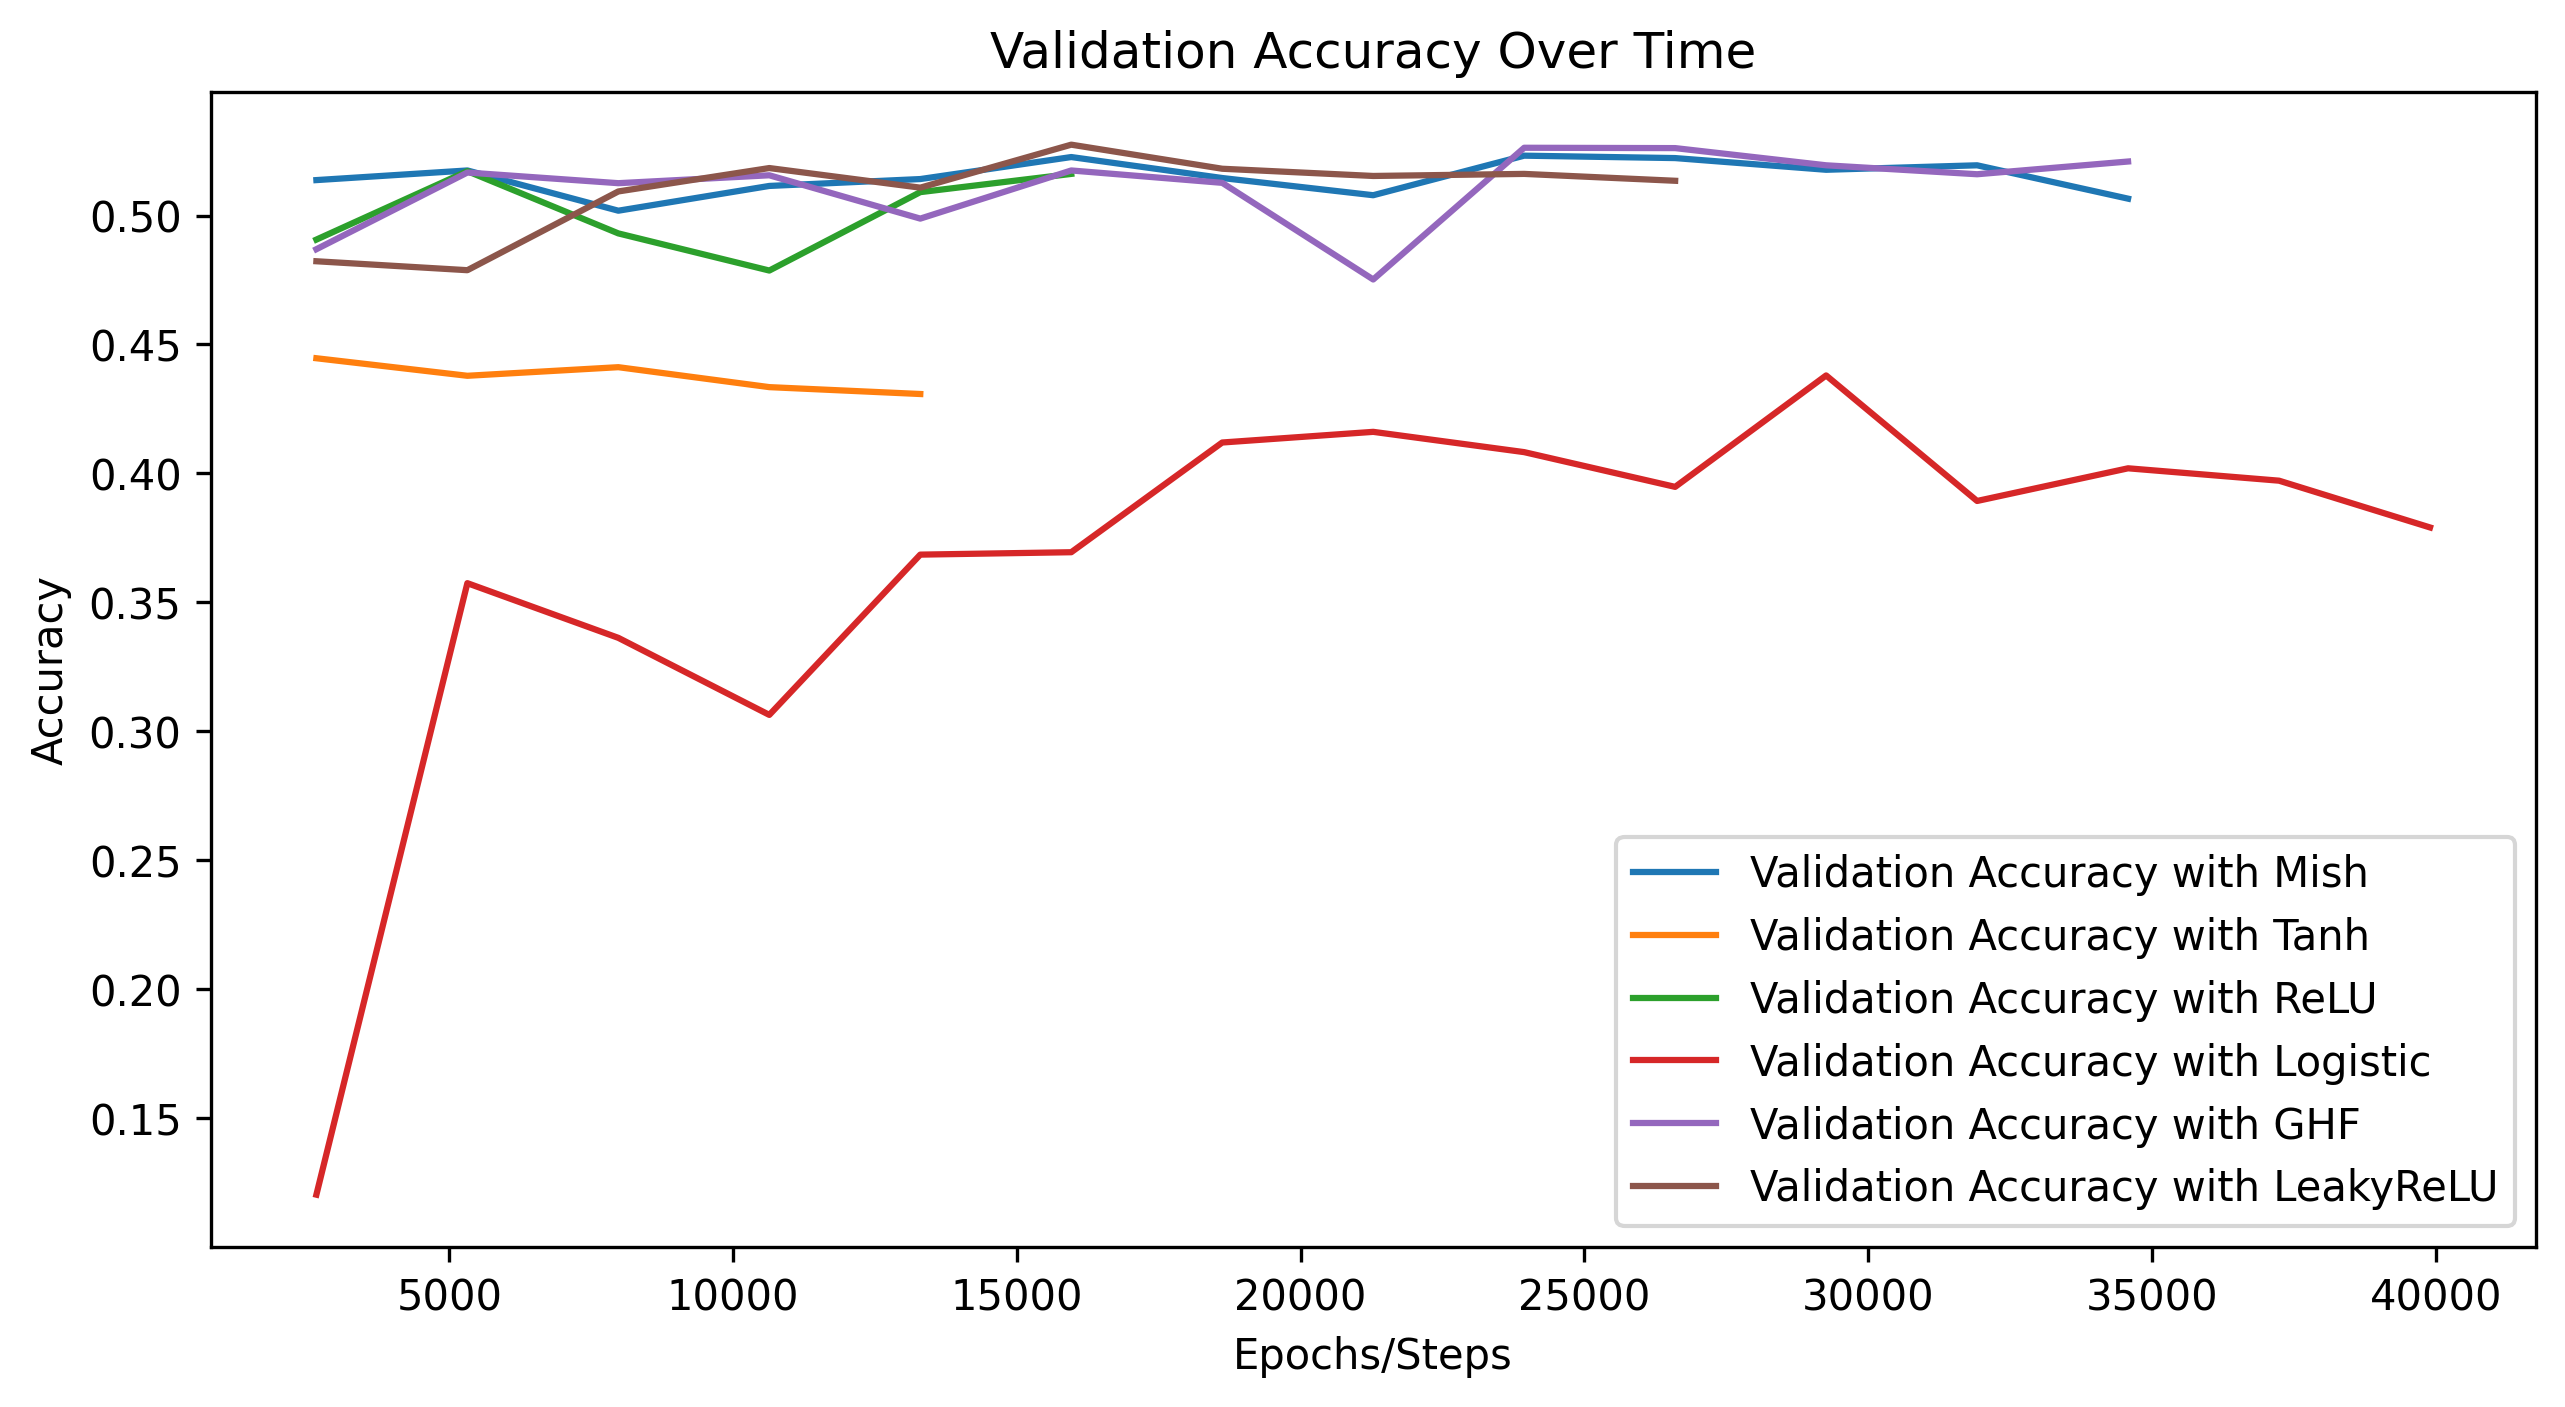 Validation Accuracy Over Time
0.50
0.45
0.40
0.35
0.30
0.25
0.20
0.15
Accuracy
Validation Accuracy with Mish
Validation Accuracy with Tanh
Validation Accuracy with ReLU
Validation Accuracy with Logistic
Validation Accuracy with GHF
Validation Accuracy with LeakyReLU
5000 10000 15000 20000 25000 30000 35000 40000
Epochs/Steps